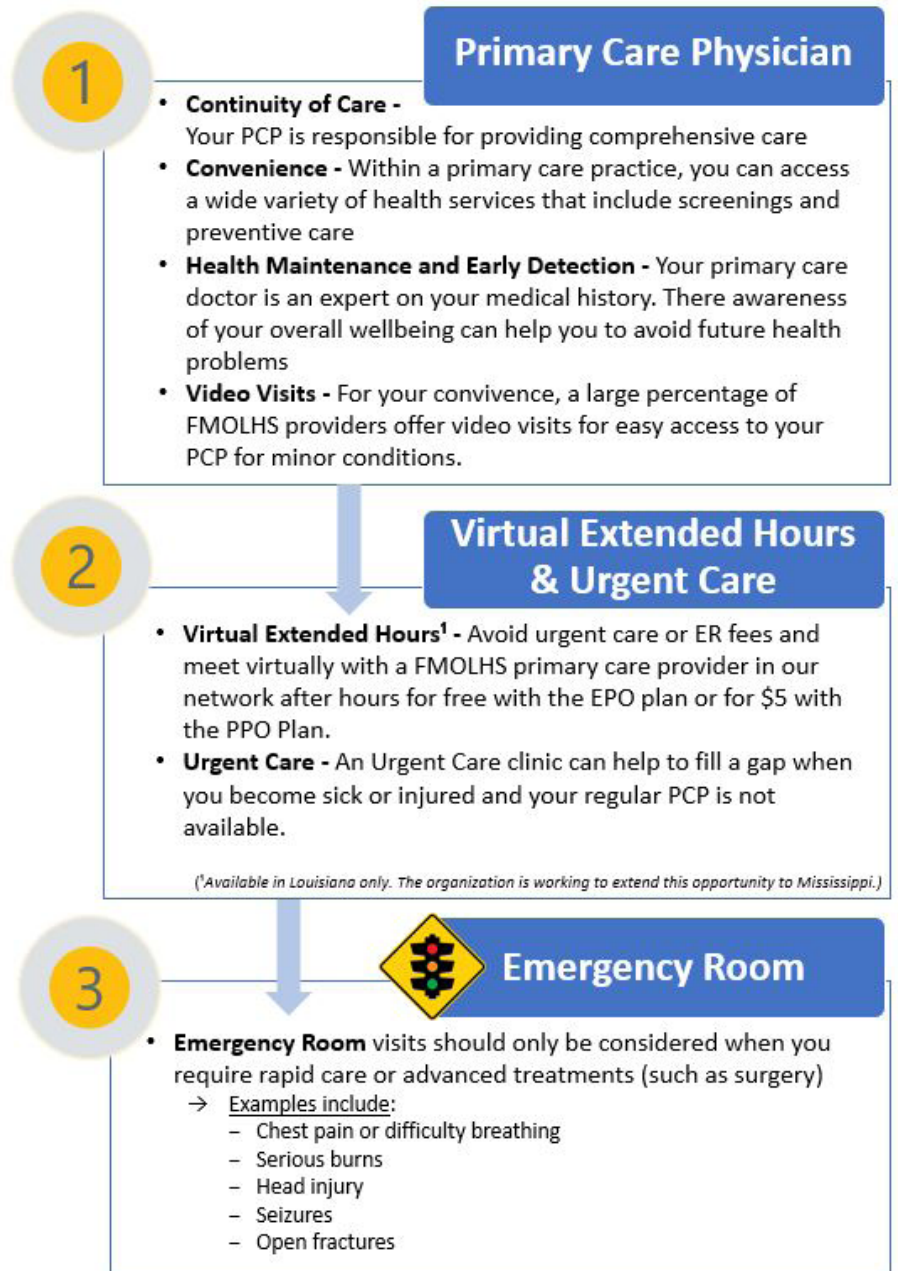 1
Primary Care Physician
• Continuity of Care -
Your PCP is responsible for providing comprehensive care
• Convenience - Within a primary care practice, you can access
a wide variety of health services that include screenings and
preventive care
• Health Maintenance and Early Detection - Your primary care
doctor is an expert on your medical history. There awareness
of your overall wellbeing can help you to avoid future health
problems
• Video Visits - For your convivence, a large percentage of
FMOLHS providers offer video visits for easy access to your
PCP for minor conditions.
2
Virtual Extended Hours
& Urgent Care
• Virtual Extended Hours¹ - Avoid urgent care or ER fees and
meet virtually with a FMOLHS primary care provider in our
network after hours for free with the EPO plan or for $5 with
the PPO Plan.
• Urgent Care - An Urgent Care clinic can help to fill a gap when
you become sick or injured and your regular PCP is not
available.
(¹Available in Louisiana only. The organization is working to extend this opportunity to Mississippi.)
3
Emergency Room
• Emergency Room visits should only be considered when you
require rapid care or advanced treatments (such as surgery)
→ Examples include:
– Chest pain or difficulty breathing
– Serious burns
– Head injury
– Seizures
– Open fractures